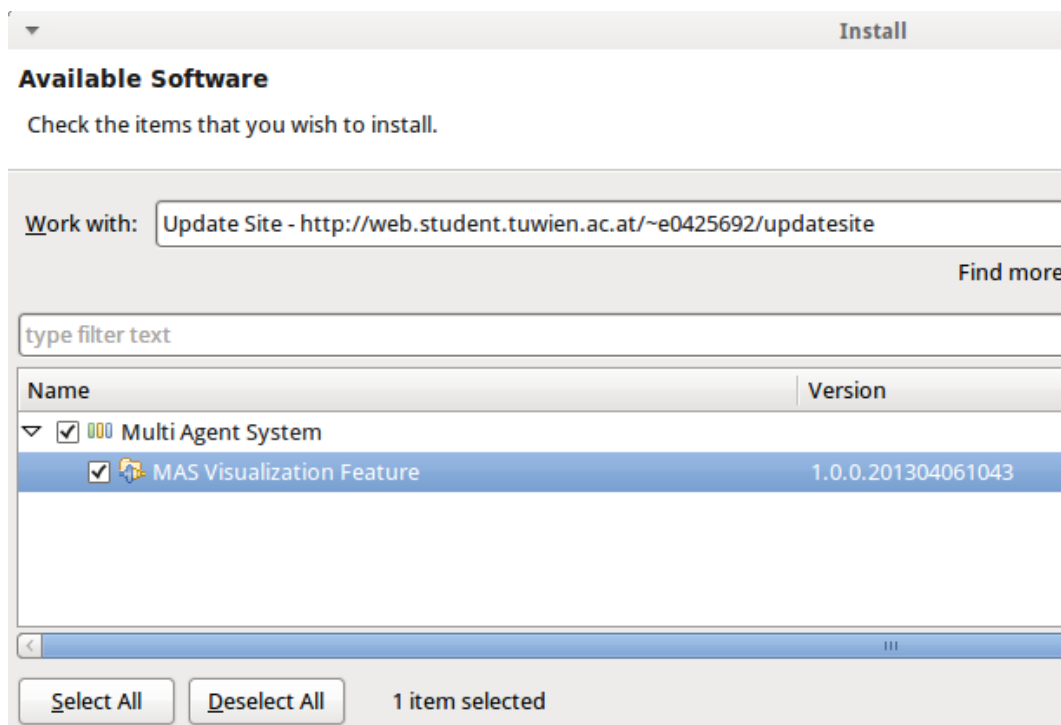 Install
Available Software
Check the items that you wish to install.
Work with: Update Site - http://web.student.tuwien.ac.at/~e0425692/updatesite
Find more
type filter text
Name Version
Multi Agent System
MAS Visualization Feature 1.0.0.201304061043
Select All Deselect All 1 item selected